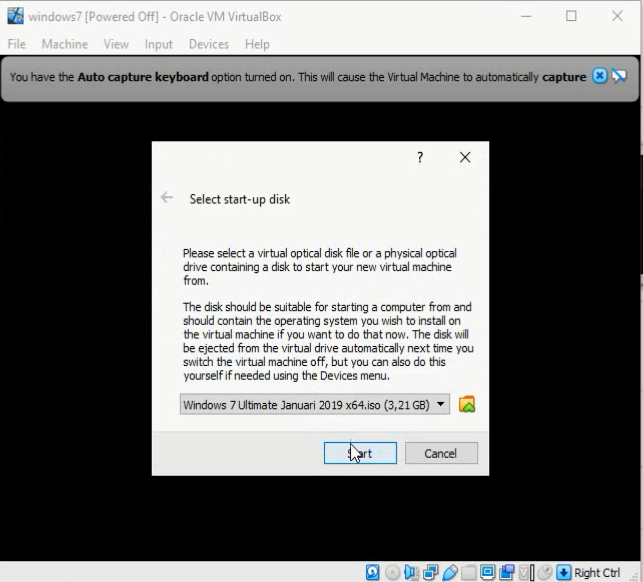 windows7 [Powered Off] - Oracle VM VirtualBox
File Machine View Input Devices Help
You have the Auto capture keyboard option turned on. This will cause the Virtual Machine to automatically capture
?
Select start-up disk
Please select a virtual optical disk file or a physical optical
drive containing a disk to start your new virtual machine
from.
The disk should be suitable for starting a computer from and
should contain the operating system you wish to install on
the virtual machine if you want to do that now. The disk will
be ejected from the virtual drive automatically next time you
switch the virtual machine off, but you can also do this
yourself if needed using the Devices menu.
Windows 7 Ultimate Januari 2019 x64.iso (3,21 GB)
Start Cancel
Right Ctrl